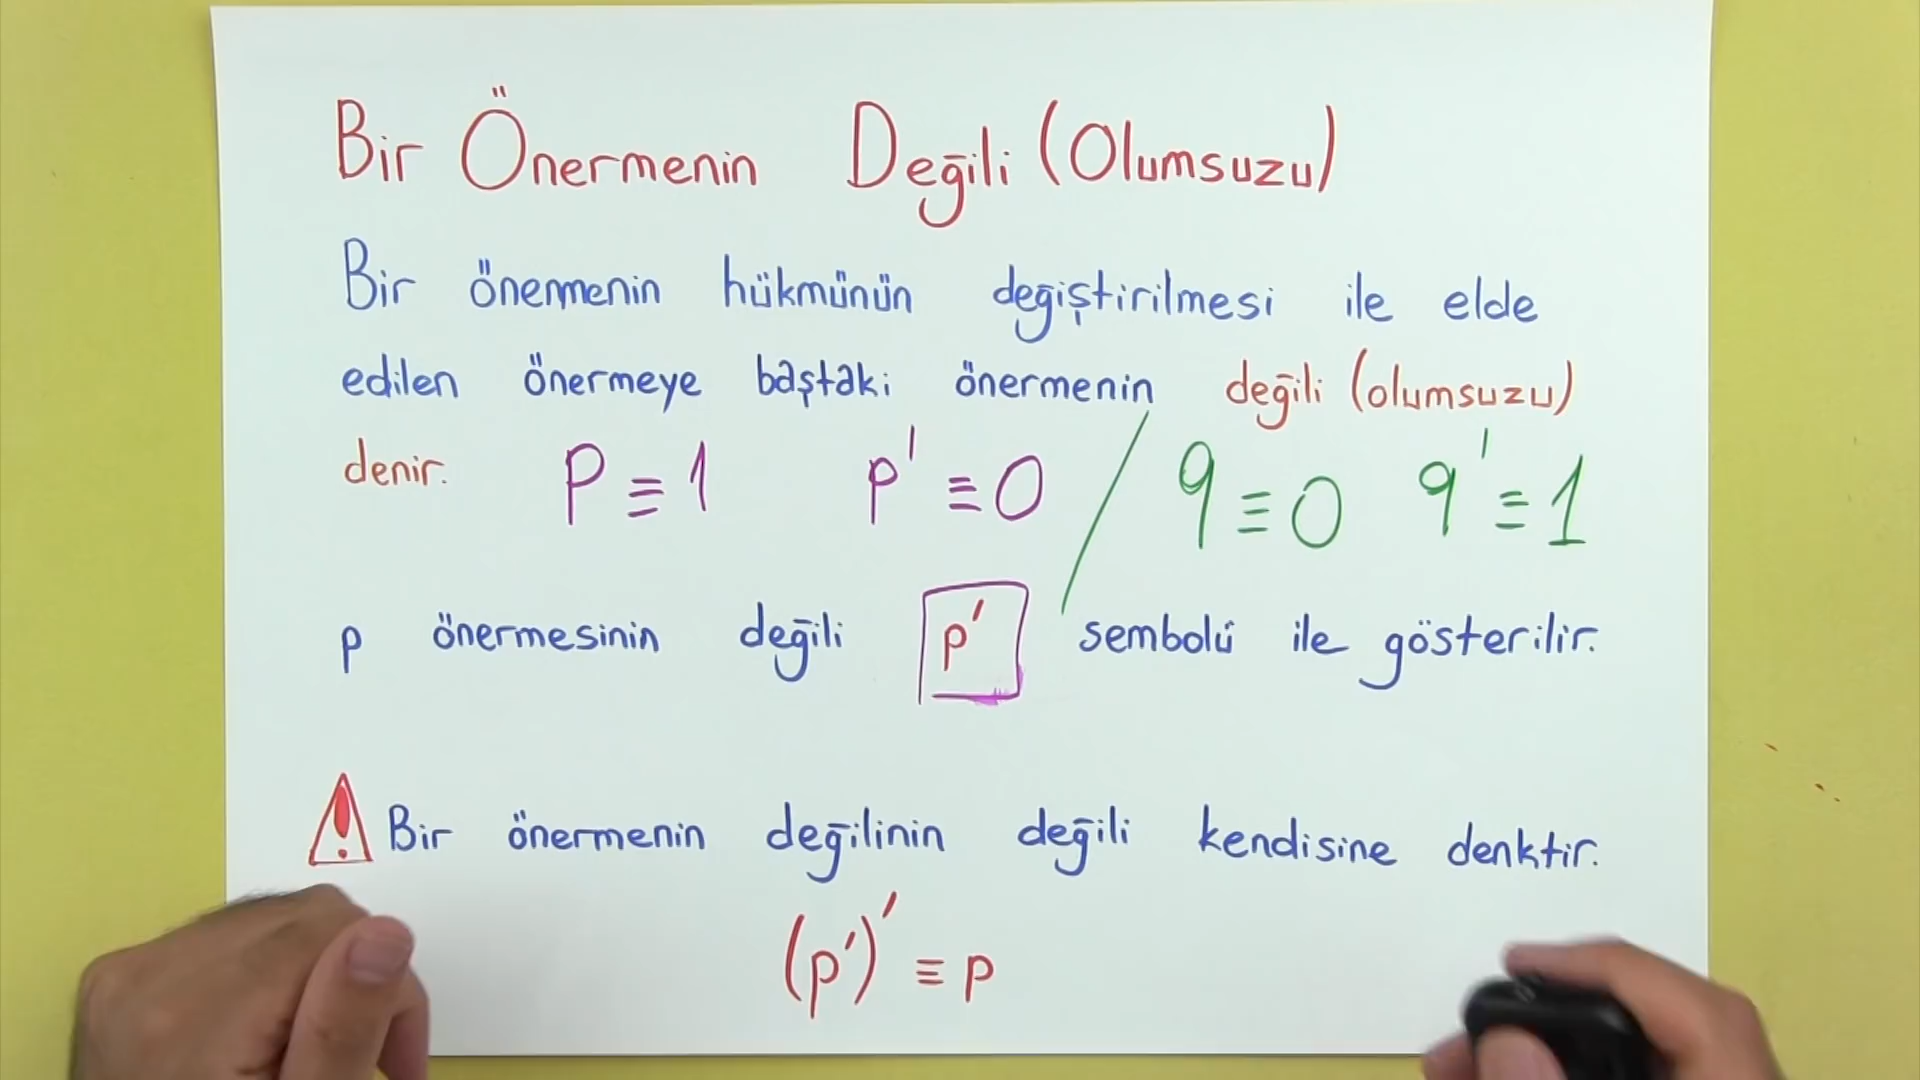 Bir Önermenin Değili (Olumsuzu)
Bir önermenin hükmünün değiştirilmesi ile elde
edilen önermeye baştaki önermenin değili (olumsuzu)
denir. P ≡ 1 p' ≡ 0 / q ≡ 0 q' ≡ 1
p önermesinin değili p' sembolü ile gösterilir.
! Bir önermenin değilinin değili kendisine denktir.
(p')' ≡ p